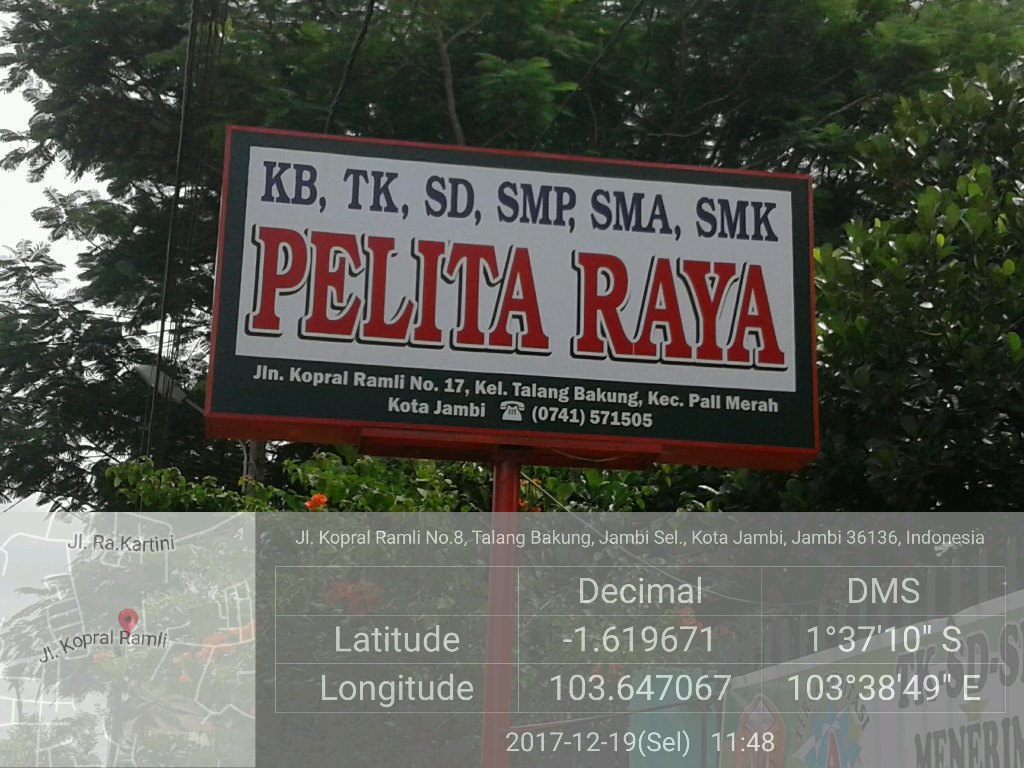 KB, TK, SD, SMP, SMA, SMK
PELITA RAYA
Jln. Kopral Ramli No. 17, Kel. Talang Bakung, Kec. Pall Merah
Kota Jambi ☎ (0741) 571505
Jl. Kopral Ramli No.8, Talang Bakung, Jambi Sel., Kota Jambi, Jambi 36136, Indonesia
Jl. Ra.Kartini
Jl. Kopral Ramli
Decimal DMS
Latitude -1.619671 1°37'10" S
Longitude 103.647067 103°38'49" E
2017-12-19(Sel) 11:48
TK-SD-S